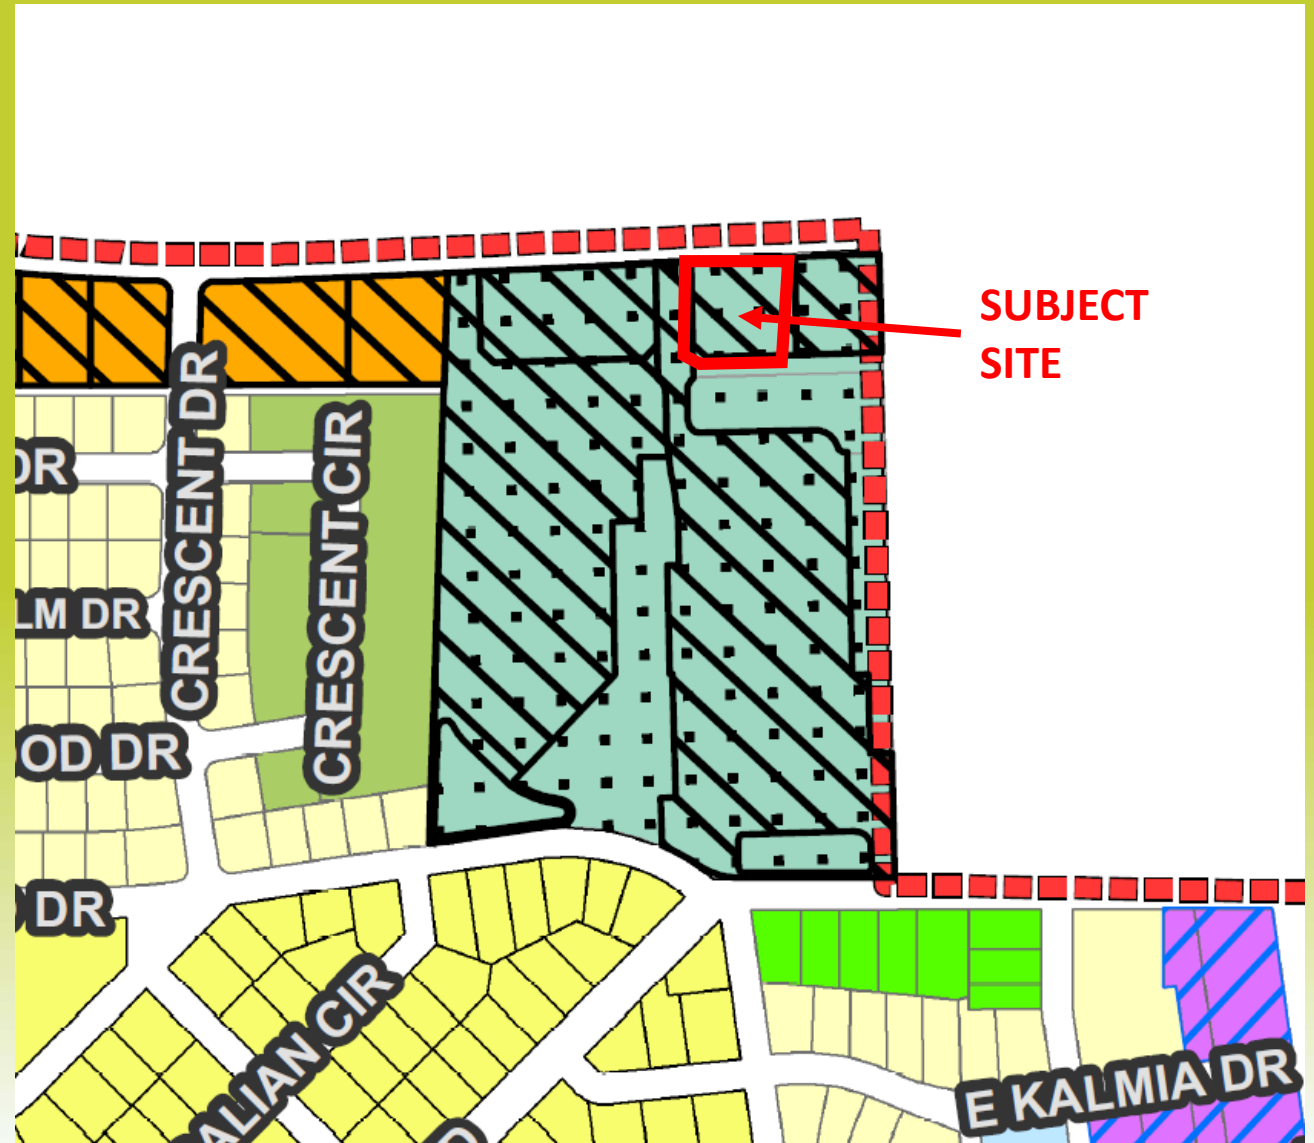 SUBJECT
SITE
CRESCENT DR
CRESCENT CIR
DR
LM DR
OD DR
DR
ALIAN CIR
D
E KALMIA DR